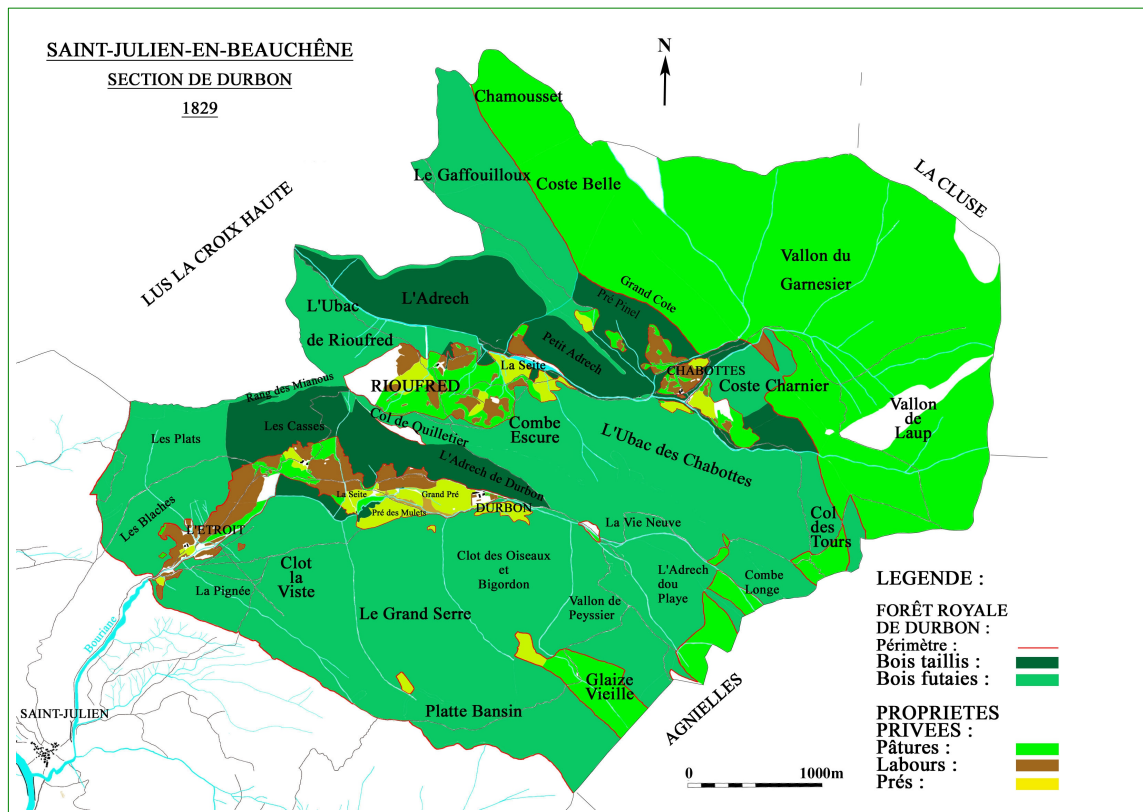 SAINT-JULIEN-EN-BEAUCHÊNE
SECTION DE DURBON
1829
N
Chamousset
Le Gaffouilloux
Coste Belle
LA CLUSE
LUS LA CROIX HAUTE
Vallon du
Garnesier
L'Adrech
Grand Cote
Pré Pinel
L'Ubac
de Rioufred
Petit Adrech
La Seite
CHABOTTES
RIOUFRED
Coste Charnier
Rang des Mianous
Vallon
de
Laup
Les Casses
Col de Quilletier
Combe
Escure
L'Ubac des Chabottes
Les Plats
L'Adrech de Durbon
La Seite
Grand Pré
Pré des Mulets
DURBON
Les Blaches
L'ETROIT
La Vie Neuve
Col
des
Tours
Clot
la
Viste
Clot des Oiseaux
et
Bigordon
L'Adrech
dou
Playe
Combe
Longe
La Pignée
Le Grand Serre
Vallon de
Peyssier
Bouriane
Glaize
Vieille
Platte Bansin
AGNIELLES
SAINT-JULIEN
0 1000m
LEGENDE :
FORÊT ROYALE
DE DURBON :
Périmètre :
Bois taillis :
Bois futaies :
PROPRIETES
PRIVEES :
Pâtures :
Labours :
Prés :